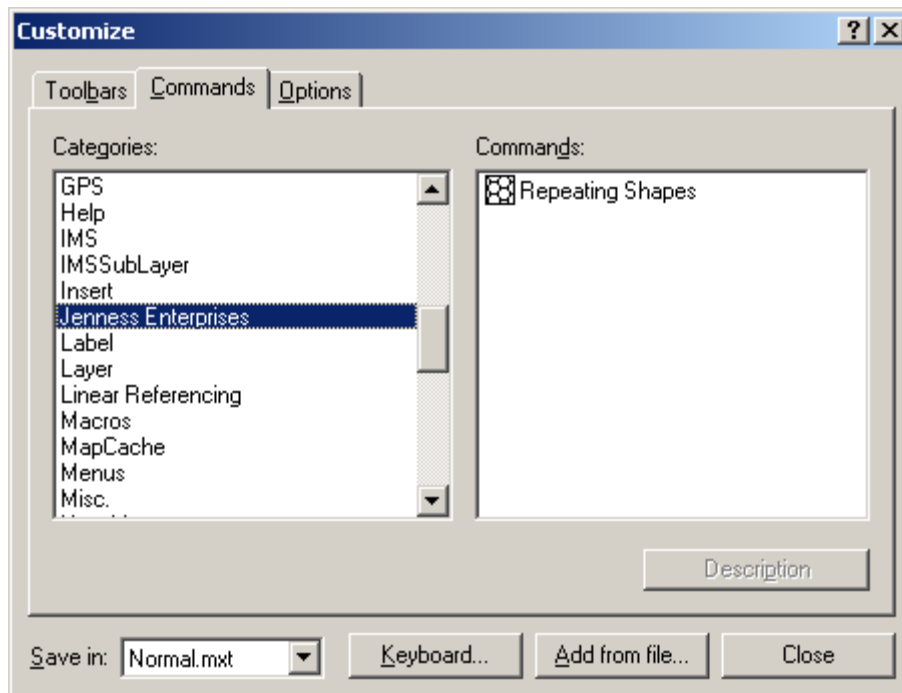 Customize
Toolbars Commands Options
Categories: Commands:
GPS
Help
IMS
IMSSubLayer
Insert
Jenness Enterprises
Label
Layer
Linear Referencing
Macros
MapCache
Menus
Misc.
Repeating Shapes
Description
Save in: Normal.mxt Keyboard... Add from file... Close